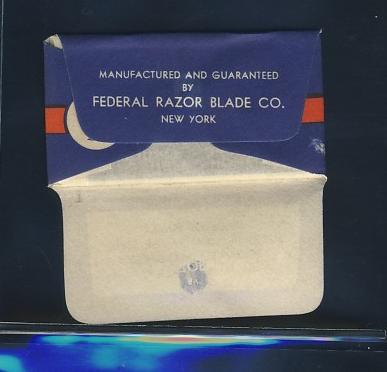 MANUFACTURED AND GUARANTEED
BY
FEDERAL RAZOR BLADE CO.
NEW YORK